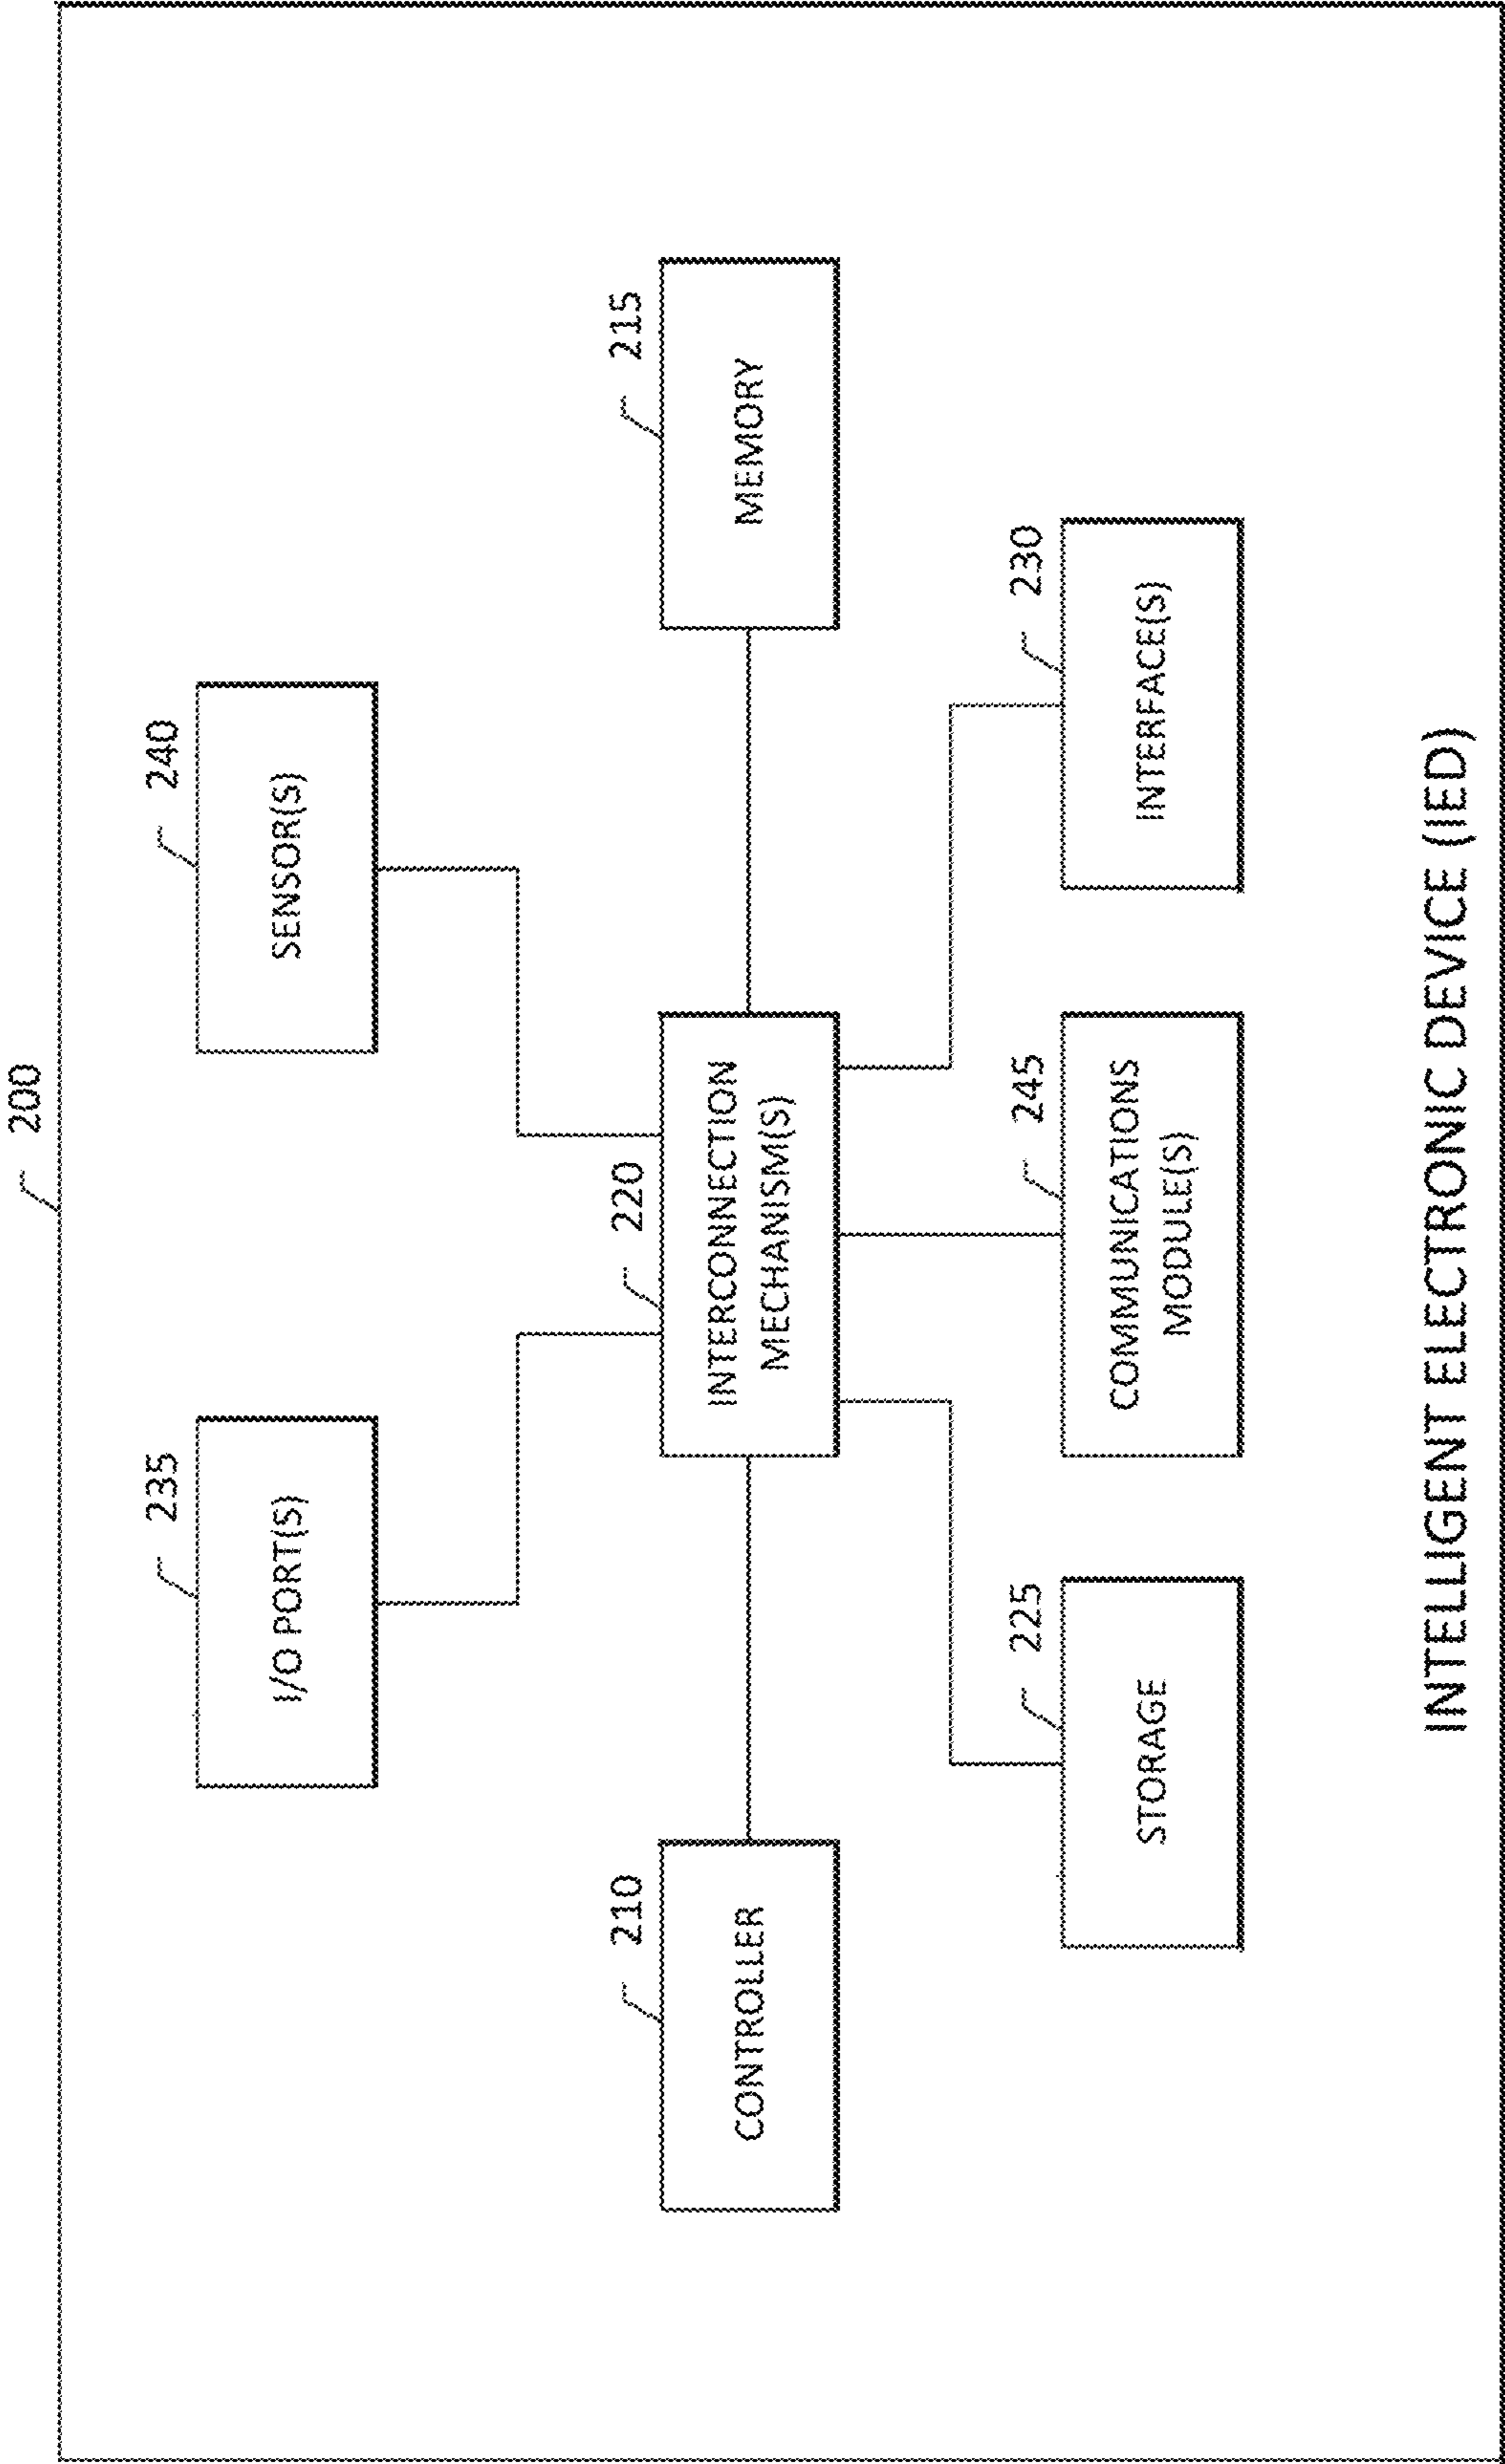 200
235
I/O PORT(S)
240
SENSOR(S)
210
CONTROLLER
220
INTERCONNECTION
MECHANISM(S)
215
MEMORY
225
STORAGE
245
COMMUNICATIONS
MODULE(S)
230
INTERFACE(S)
INTELLIGENT ELECTRONIC DEVICE (IED)